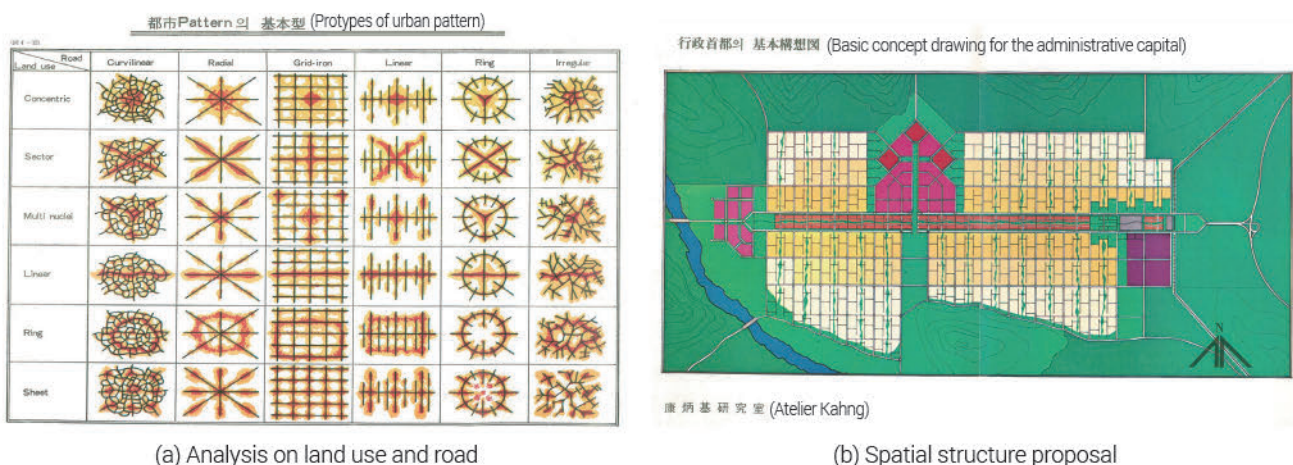 都市Pattern의 基本型 (Protypes of urban pattern)
Road
Land use
Curvilinear
Radial
Grid-iron
Linear
Ring
Irregular
Concentric
Sector
Multi nuclei
Linear
Ring
Sheet
(a) Analysis on land use and road
行政首都의 基本構想図 (Basic concept drawing for the administrative capital)
N
康炳基研究室 (Atelier Kahng)
(b) Spatial structure proposal